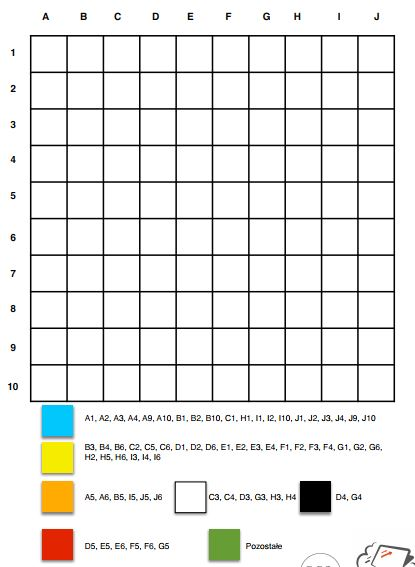 A B C D E F G H I J
1
2
3
4
5
6
7
8
9
10
A1, A2, A3, A4, A9, A10, B1, B2, B10, C1, H1, I1, I2, I10, J1, J2, J3, J4, J9, J10
B3, B4, B6, C2, C5, C6, D1, D2, D6, E1, E2, E3, E4, F1, F2, F3, F4, G1, G2, G6,
H2, H5, H6, I3, I4, I6
A5, A6, B5, I5, J5, J6 C3, C4, D3, G3, H3, H4 D4, G4
D5, E5, E6, F5, F6, G5 Pozostałe